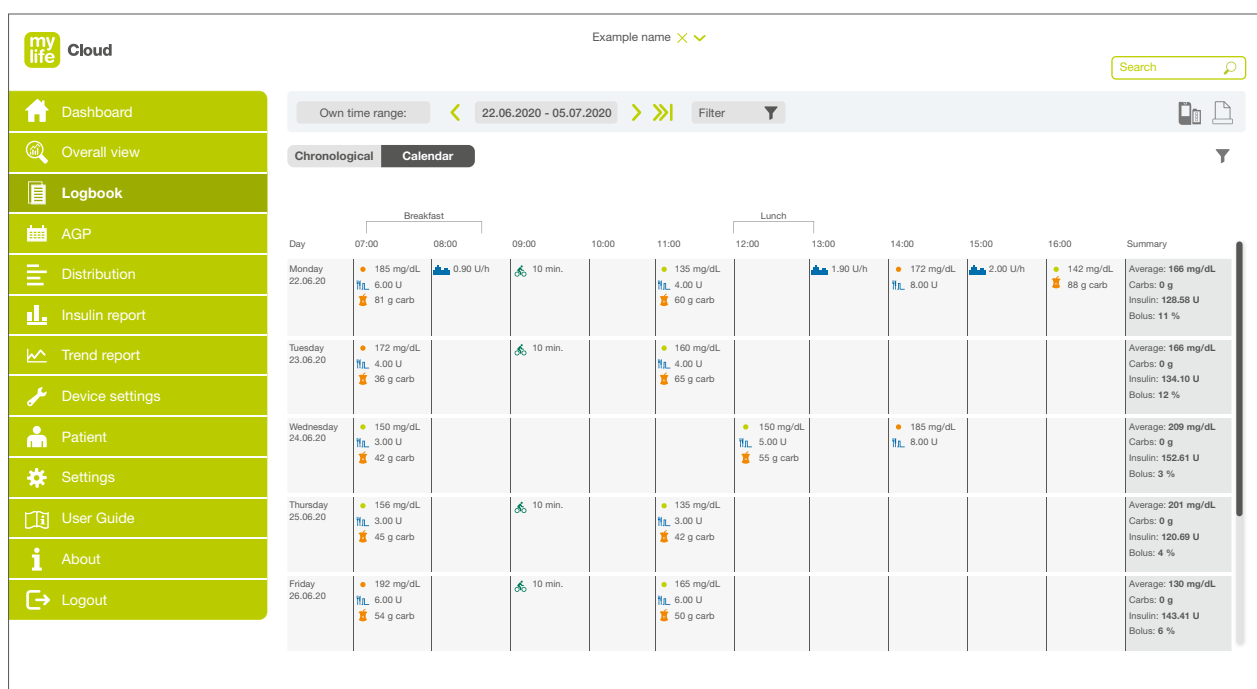 my life Cloud
Example name
Search
Dashboard
Overall view
Logbook
AGP
Distribution
Insulin report
Trend report
Device settings
Patient
Settings
User Guide
About
Logout
Own time range: 22.06.2020 - 05.07.2020 Filter
Chronological Calendar
Breakfast Lunch
Day 07:00 08:00 09:00 10:00 11:00 12:00 13:00 14:00 15:00 16:00 Summary
Monday 185 mg/dL 0.90 U/h 10 min. 135 mg/dL 1.90 U/h 172 mg/dL 2.00 U/h 142 mg/dL Average: 166 mg/dL
22.06.20 6.00 U 4.00 U 8.00 U 88 g carb Carbs: 0 g
81 g carb 60 g carb Insulin: 128.58 U
Bolus: 11 %
Tuesday 172 mg/dL 10 min. 160 mg/dL Average: 166 mg/dL
23.06.20 4.00 U 4.00 U Carbs: 0 g
36 g carb 65 g carb Insulin: 134.10 U
Bolus: 12 %
Wednesday 150 mg/dL 150 mg/dL 185 mg/dL Average: 209 mg/dL
24.06.20 3.00 U 5.00 U 8.00 U Carbs: 0 g
42 g carb 55 g carb Insulin: 152.61 U
Bolus: 3 %
Thursday 156 mg/dL 10 min. 135 mg/dL Average: 201 mg/dL
25.06.20 3.00 U 3.00 U Carbs: 0 g
45 g carb 42 g carb Insulin: 120.69 U
Bolus: 4 %
Friday 192 mg/dL 10 min. 165 mg/dL Average: 130 mg/dL
26.06.20 6.00 U 6.00 U Carbs: 0 g
54 g carb 50 g carb Insulin: 143.41 U
Bolus: 6 %